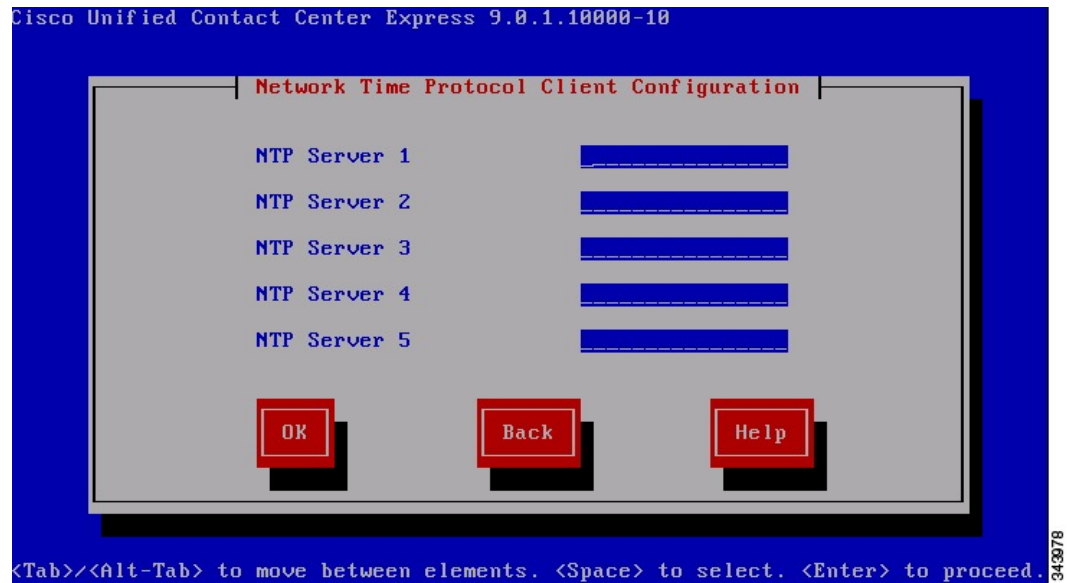 Cisco Unified Contact Center Express 9.0.1.10000-10
Network Time Protocol Client Configuration
NTP Server 1
NTP Server 2
NTP Server 3
NTP Server 4
NTP Server 5
OK Back Help
<Tab>/<Alt-Tab> to move between elements. <Space> to select. <Enter> to proceed.
343978